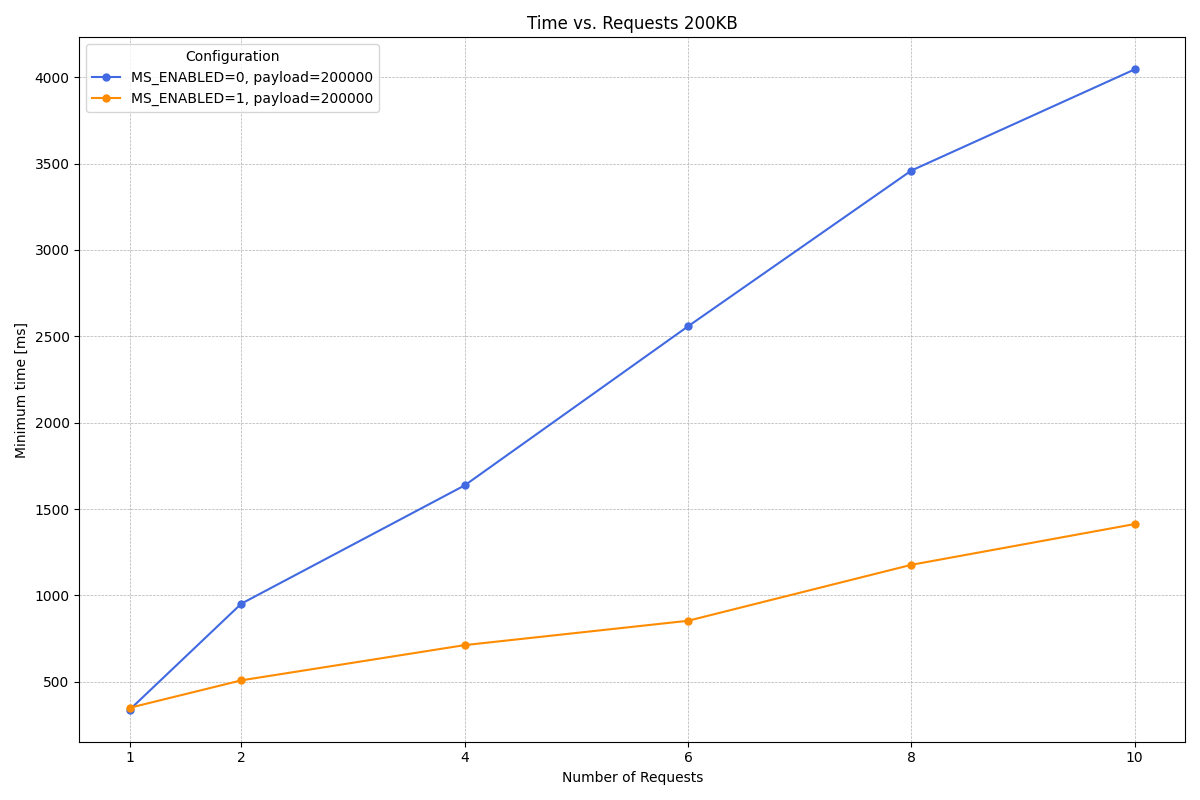 Time vs. Requests 200KB
Configuration
MS_ENABLED=0, payload=200000
MS_ENABLED=1, payload=200000
4000
3500
3000
2500
2000
1500
1000
500
Minimum time [ms]
1 2 4 6 8 10
Number of Requests